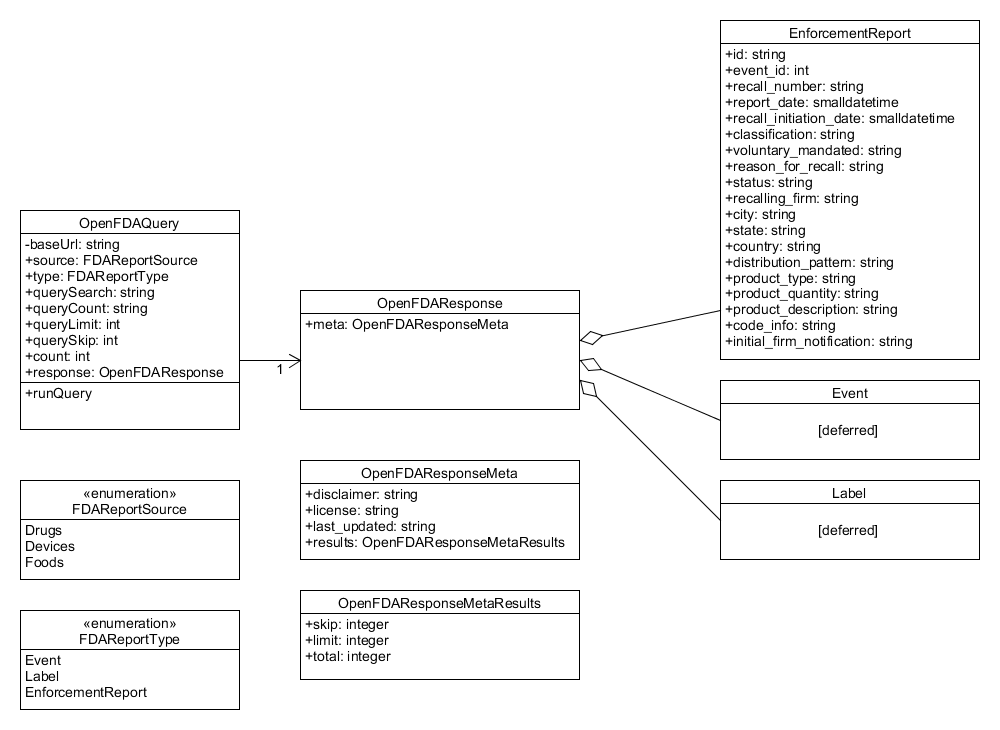 OpenFDAQuery
-baseUrl: string
+source: FDAReportSource
+type: FDAReportType
+querySearch: string
+queryCount: string
+queryLimit: int
+querySkip: int
+count: int
+response: OpenFDAResponse
+runQuery
1
«enumeration»
FDAReportSource
Drugs
Devices
Foods
«enumeration»
FDAReportType
Event
Label
EnforcementReport
OpenFDAResponse
+meta: OpenFDAResponseMeta
OpenFDAResponseMeta
+disclaimer: string
+license: string
+last_updated: string
+results: OpenFDAResponseMetaResults
OpenFDAResponseMetaResults
+skip: integer
+limit: integer
+total: integer
EnforcementReport
+id: string
+event_id: int
+recall_number: string
+report_date: smalldatetime
+recall_initiation_date: smalldatetime
+classification: string
+voluntary_mandated: string
+reason_for_recall: string
+status: string
+recalling_firm: string
+city: string
+state: string
+country: string
+distribution_pattern: string
+product_type: string
+product_quantity: string
+product_description: string
+code_info: string
+initial_firm_notification: string
Event
[deferred]
Label
[deferred]